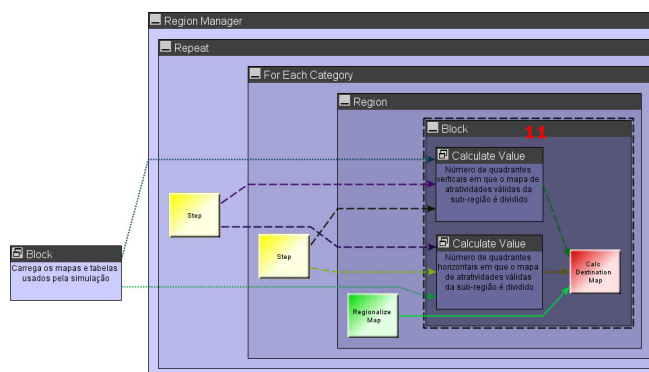 Region Manager
Repeat
For Each Category
Region
Block
11
Calculate Value
Número de quadrantes
verticais em que o mapa de
atratividades válidas da
sub-região é dividido
Step
Step
Calculate Value
Número de quadrantes
horizontais em que o mapa
de atratividades válidas
da sub-região é dividido
Calc
Destination
Map
Block
Carrega os mapas e tabelas
usados pela simulação
Regionalize
Map